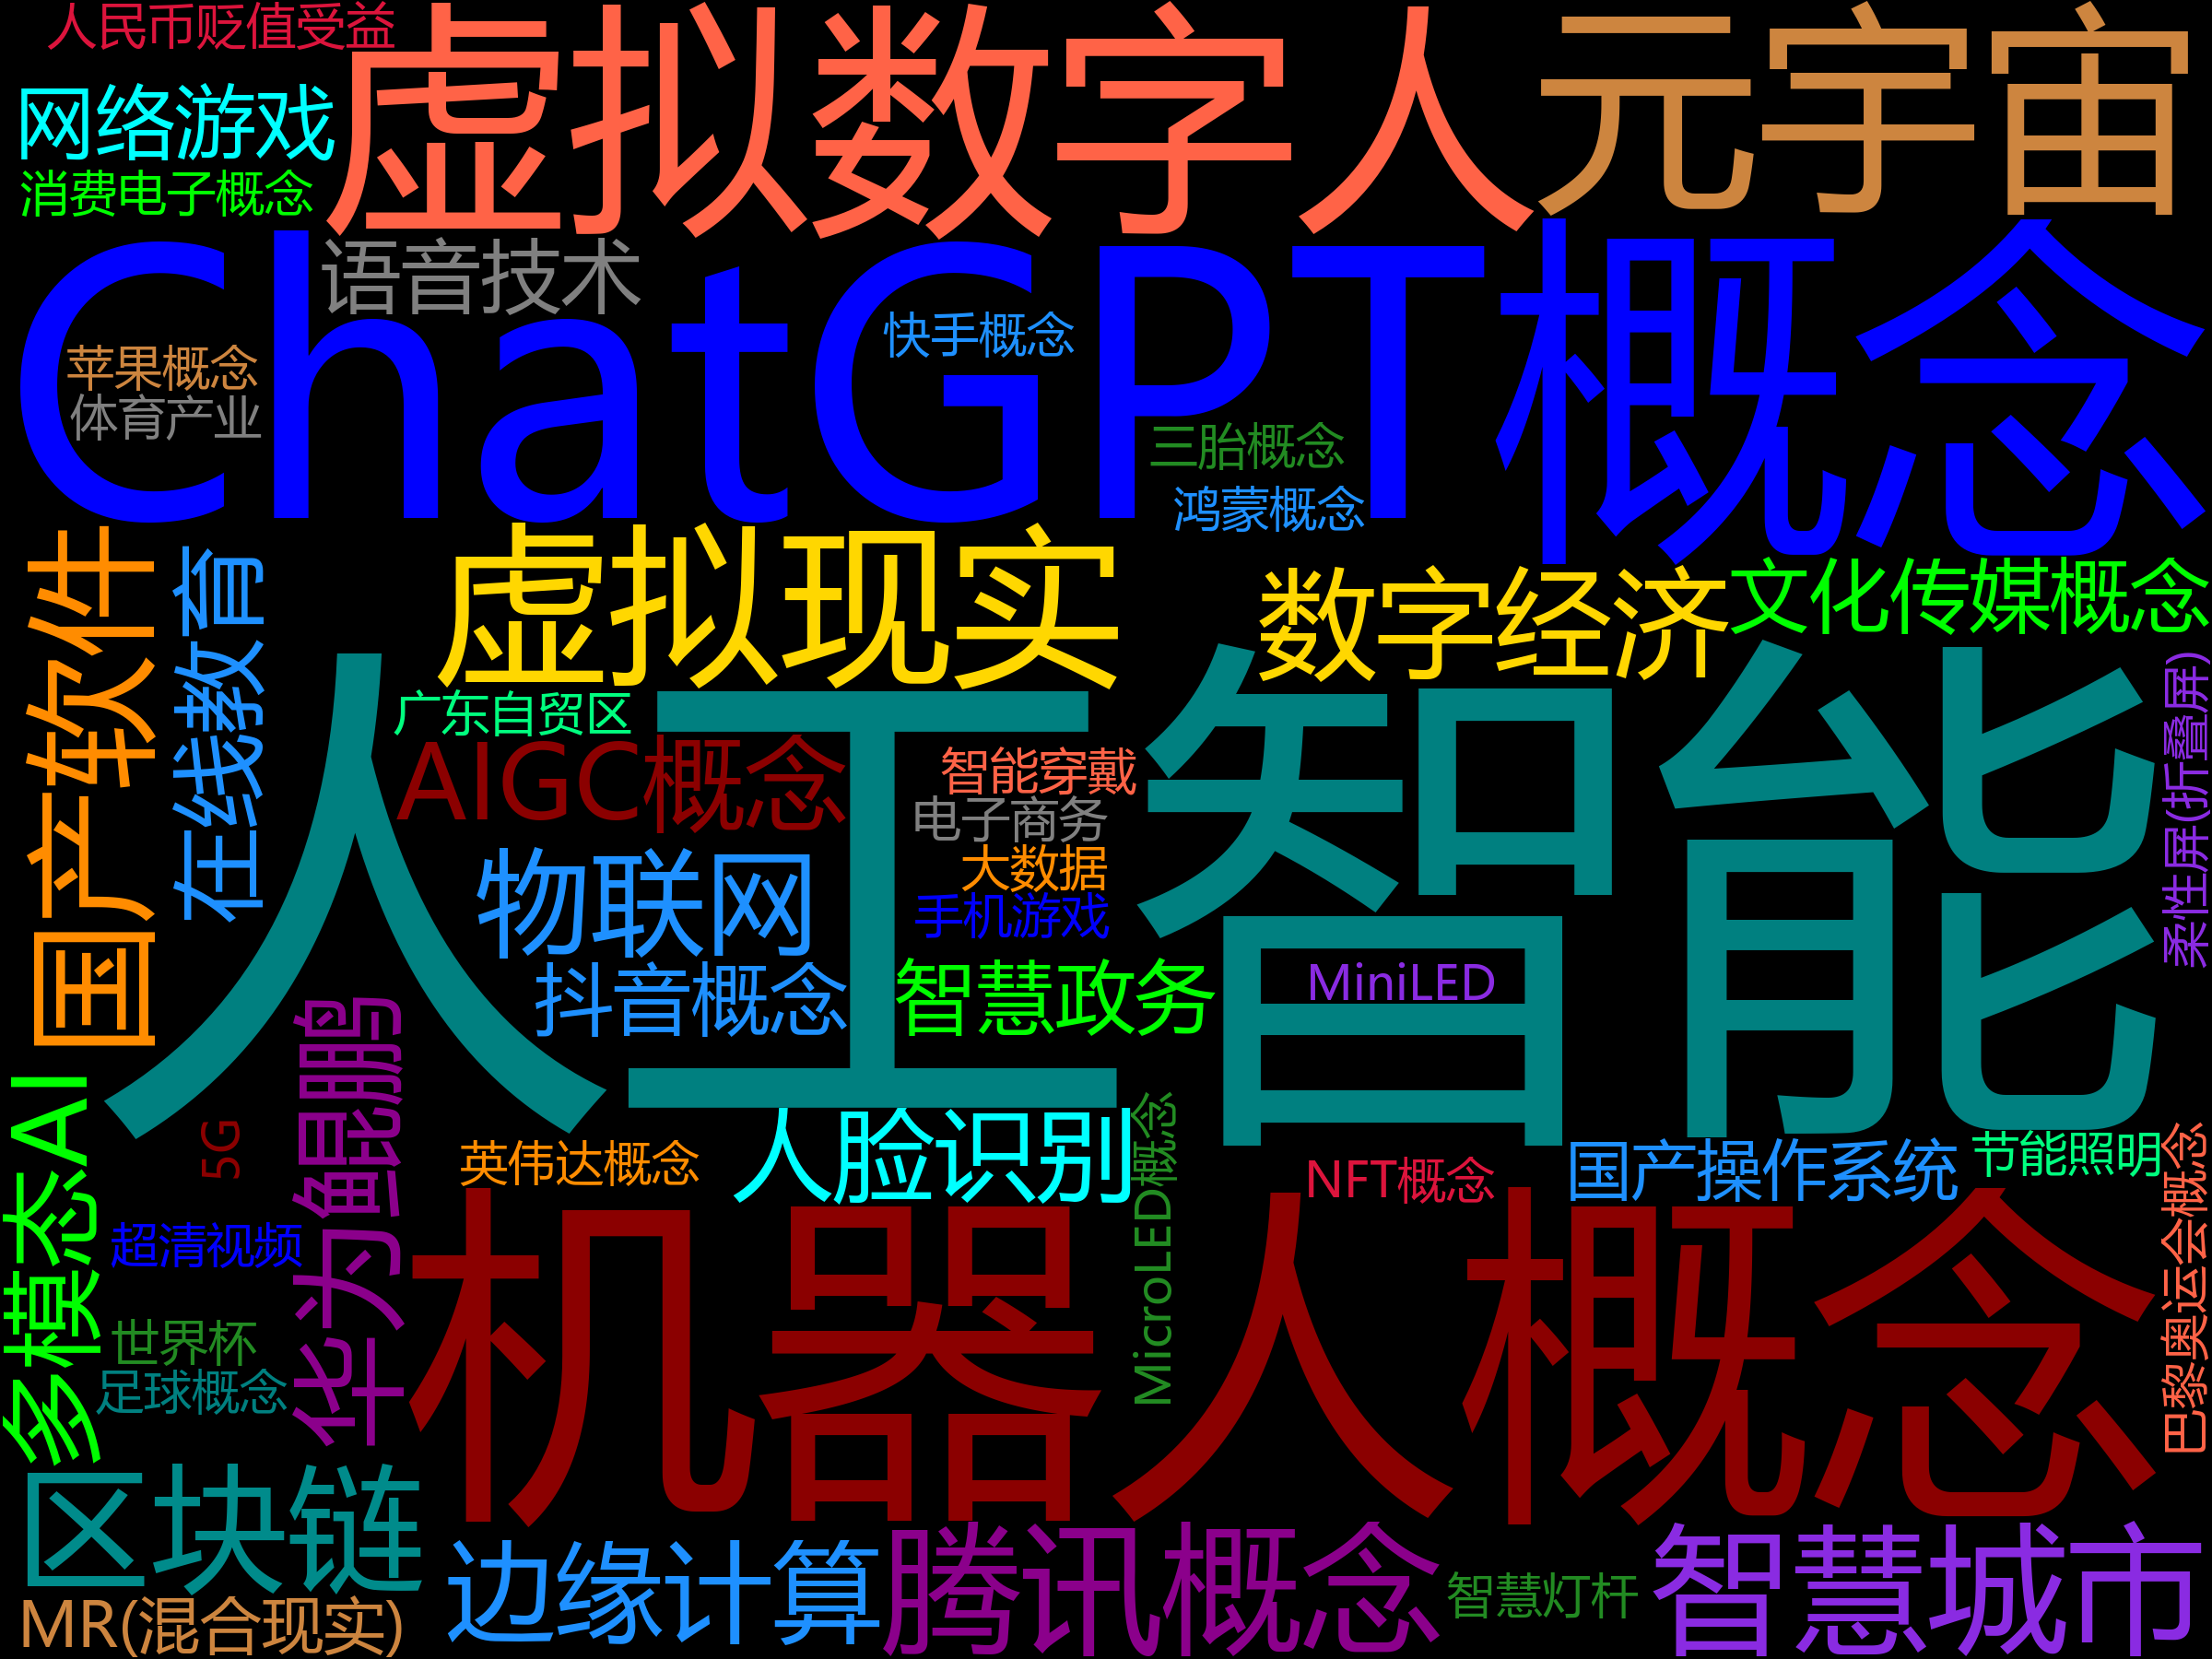 人民币贬值受益
虚拟数字人
元宇宙
网络游戏
消费电子概念
ChatGPT概念
语音技术
快手概念
苹果概念
体育产业
三胎概念
鸿蒙概念
国产软件
在线教育
虚拟现实
数字经济
文化传媒概念
人工智能
广东自贸区
AIGC概念
智能穿戴
电子商务
大数据
手机游戏
柔性屏(折叠屏)
物联网
抖音概念
智慧政务
MiniLED
华为鲲鹏
多模态AI
5G
英伟达概念
人脸识别
MicroLED概念
NFT概念
国产操作系统
节能照明
巴黎奥运会概念
超清视频
机器人概念
世界杯
足球概念
区块链
MR(混合现实)
边缘计算
腾讯概念
智慧灯杆
智慧城市